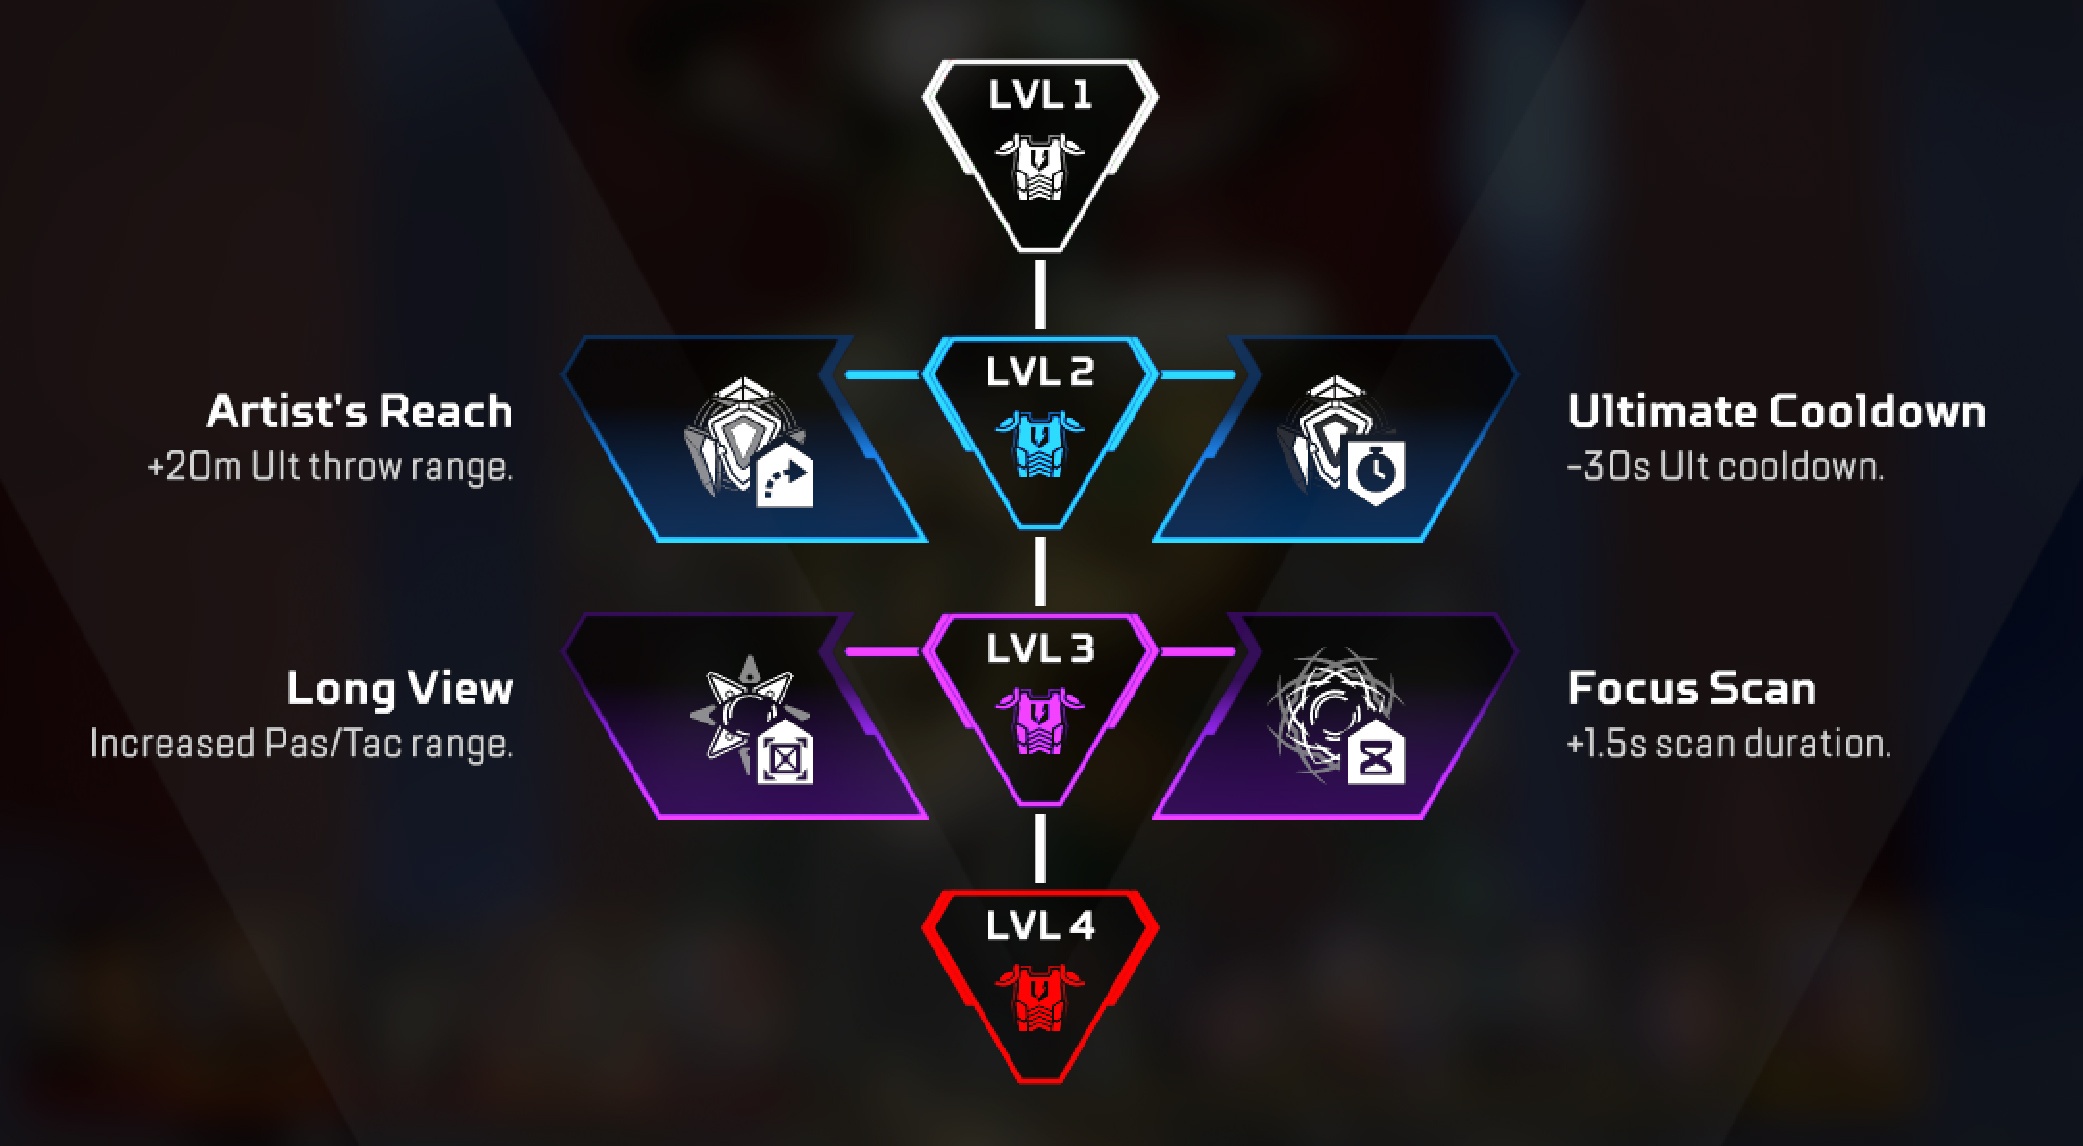 LVL 1
LVL 2
Artist's Reach
+20m Ult throw range.
Ultimate Cooldown
-30s Ult cooldown.
LVL 3
Long View
Increased Pas/Tac range.
Focus Scan
+1.5s scan duration.
LVL 4